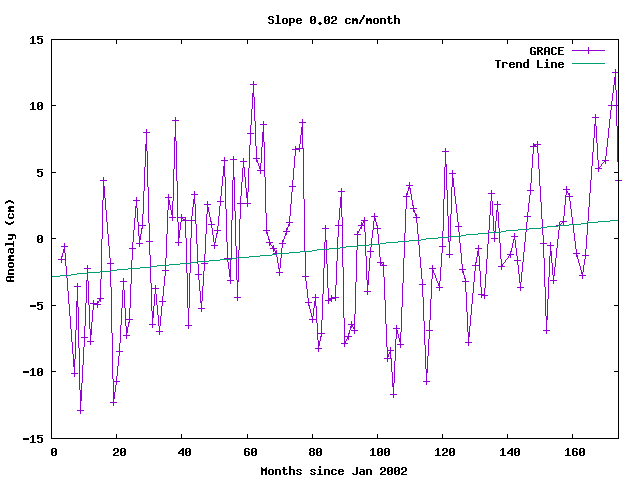 Slope 0.02 cm/month
GRACE
Trend Line
15
10
5
0
-5
-10
-15
Anomaly (cm)
0 20 40 60 80 100 120 140 160
Months since Jan 2002